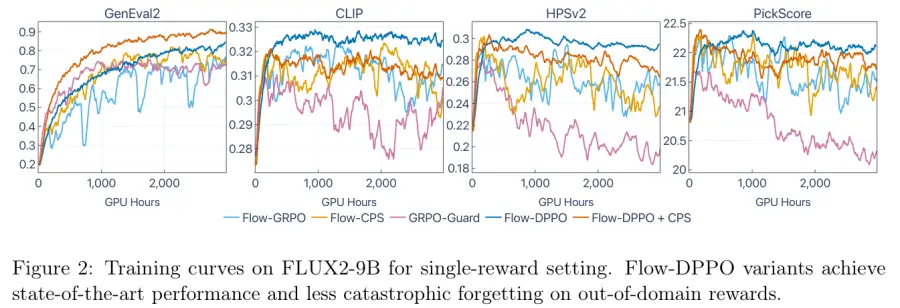 GenEval2 CLIP HPSv2 PickScore
0.9 0.8 0.7 0.6 0.5 0.4 0.3 0.2
0.33 0.32 0.31 0.3 0.29 0.28
0.3 0.28 0.26 0.24 0.22 0.2 0.18
22.5 22 21.5 21 20.5 20
0 1,000 2,000 0 1,000 2,000 0 1,000 2,000 0 1,000 2,000
GPU Hours GPU Hours GPU Hours GPU Hours
Flow-GRPO Flow-CPS GRPO-Guard Flow-DPPO Flow-DPPO + CPS
Figure 2: Training curves on FLUX2-9B for single-reward setting. Flow-DPPO variants achieve
state-of-the-art performance and less catastrophic forgetting on out-of-domain rewards.